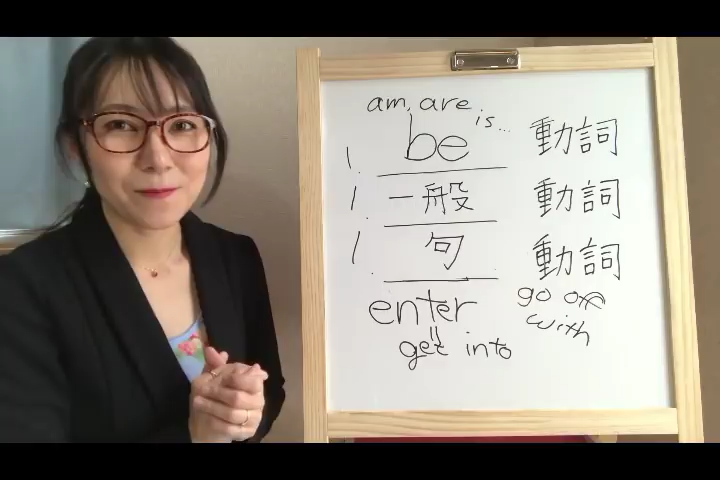 am, are is...
1. be 動詞
1. 一般 動詞
1. 句 動詞
enter go off with
get into